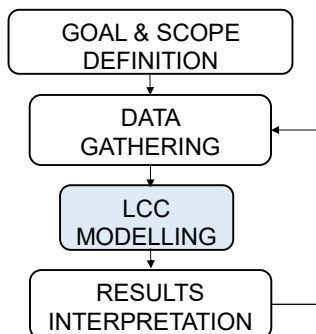 GOAL & SCOPE
DEFINITION
DATA
GATHERING
LCC
MODELLING
RESULTS
INTERPRETATION